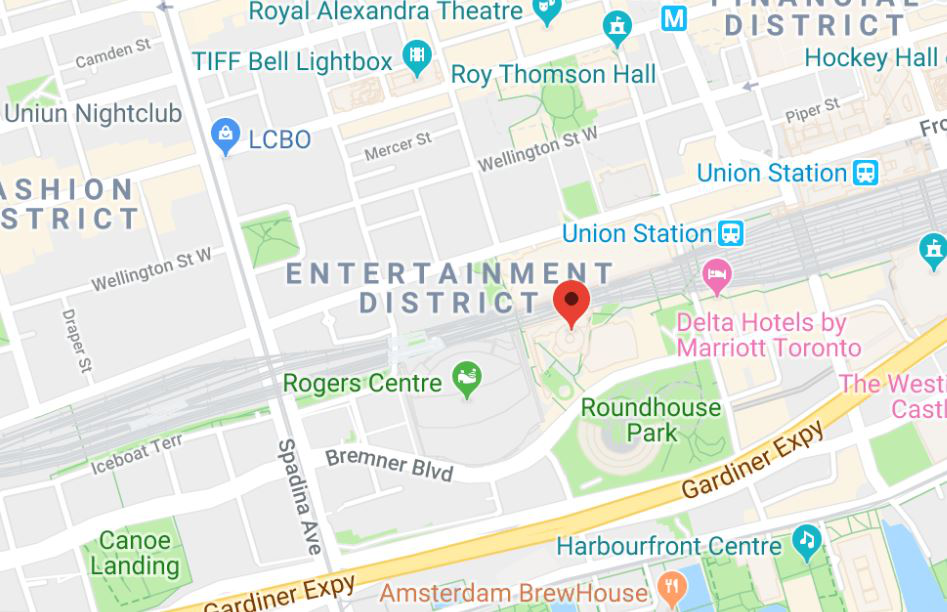 Royal Alexandra Theatre
M
FINANCIAL
DISTRICT
Camden St
TIFF Bell Lightbox
Roy Thomson Hall
Hockey Hall
Uniun Nightclub
LCBO
Mercer St
Wellington St W
Piper St
Fro
ASHION
STRICT
Union Station
Union Station
Wellington St W
ENTERTAINMENT
DISTRICT
Draper St
Delta Hotels by
Marriott Toronto
Rogers Centre
Roundhouse
Park
The Westi
Castl
Iceboat Terr
Spadina Ave
Bremner Blvd
Gardiner Expy
Canoe
Landing
Harbourfront Centre
Gardiner Expy
Amsterdam BrewHouse